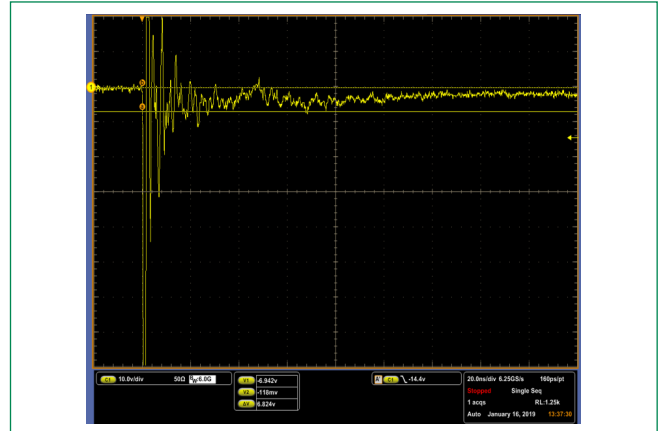 1
C1 10.0v/div 50Ω BW:6.0G
V1 -6.942v
V2 -118mv
ΔV 6.824v
A' C1 -14.4v
20.0ns/div 6.25GS/s 160ps/pt
Stopped Single Seq
1 acqs RL:1.25k
Auto January 16, 2019 13:37:30